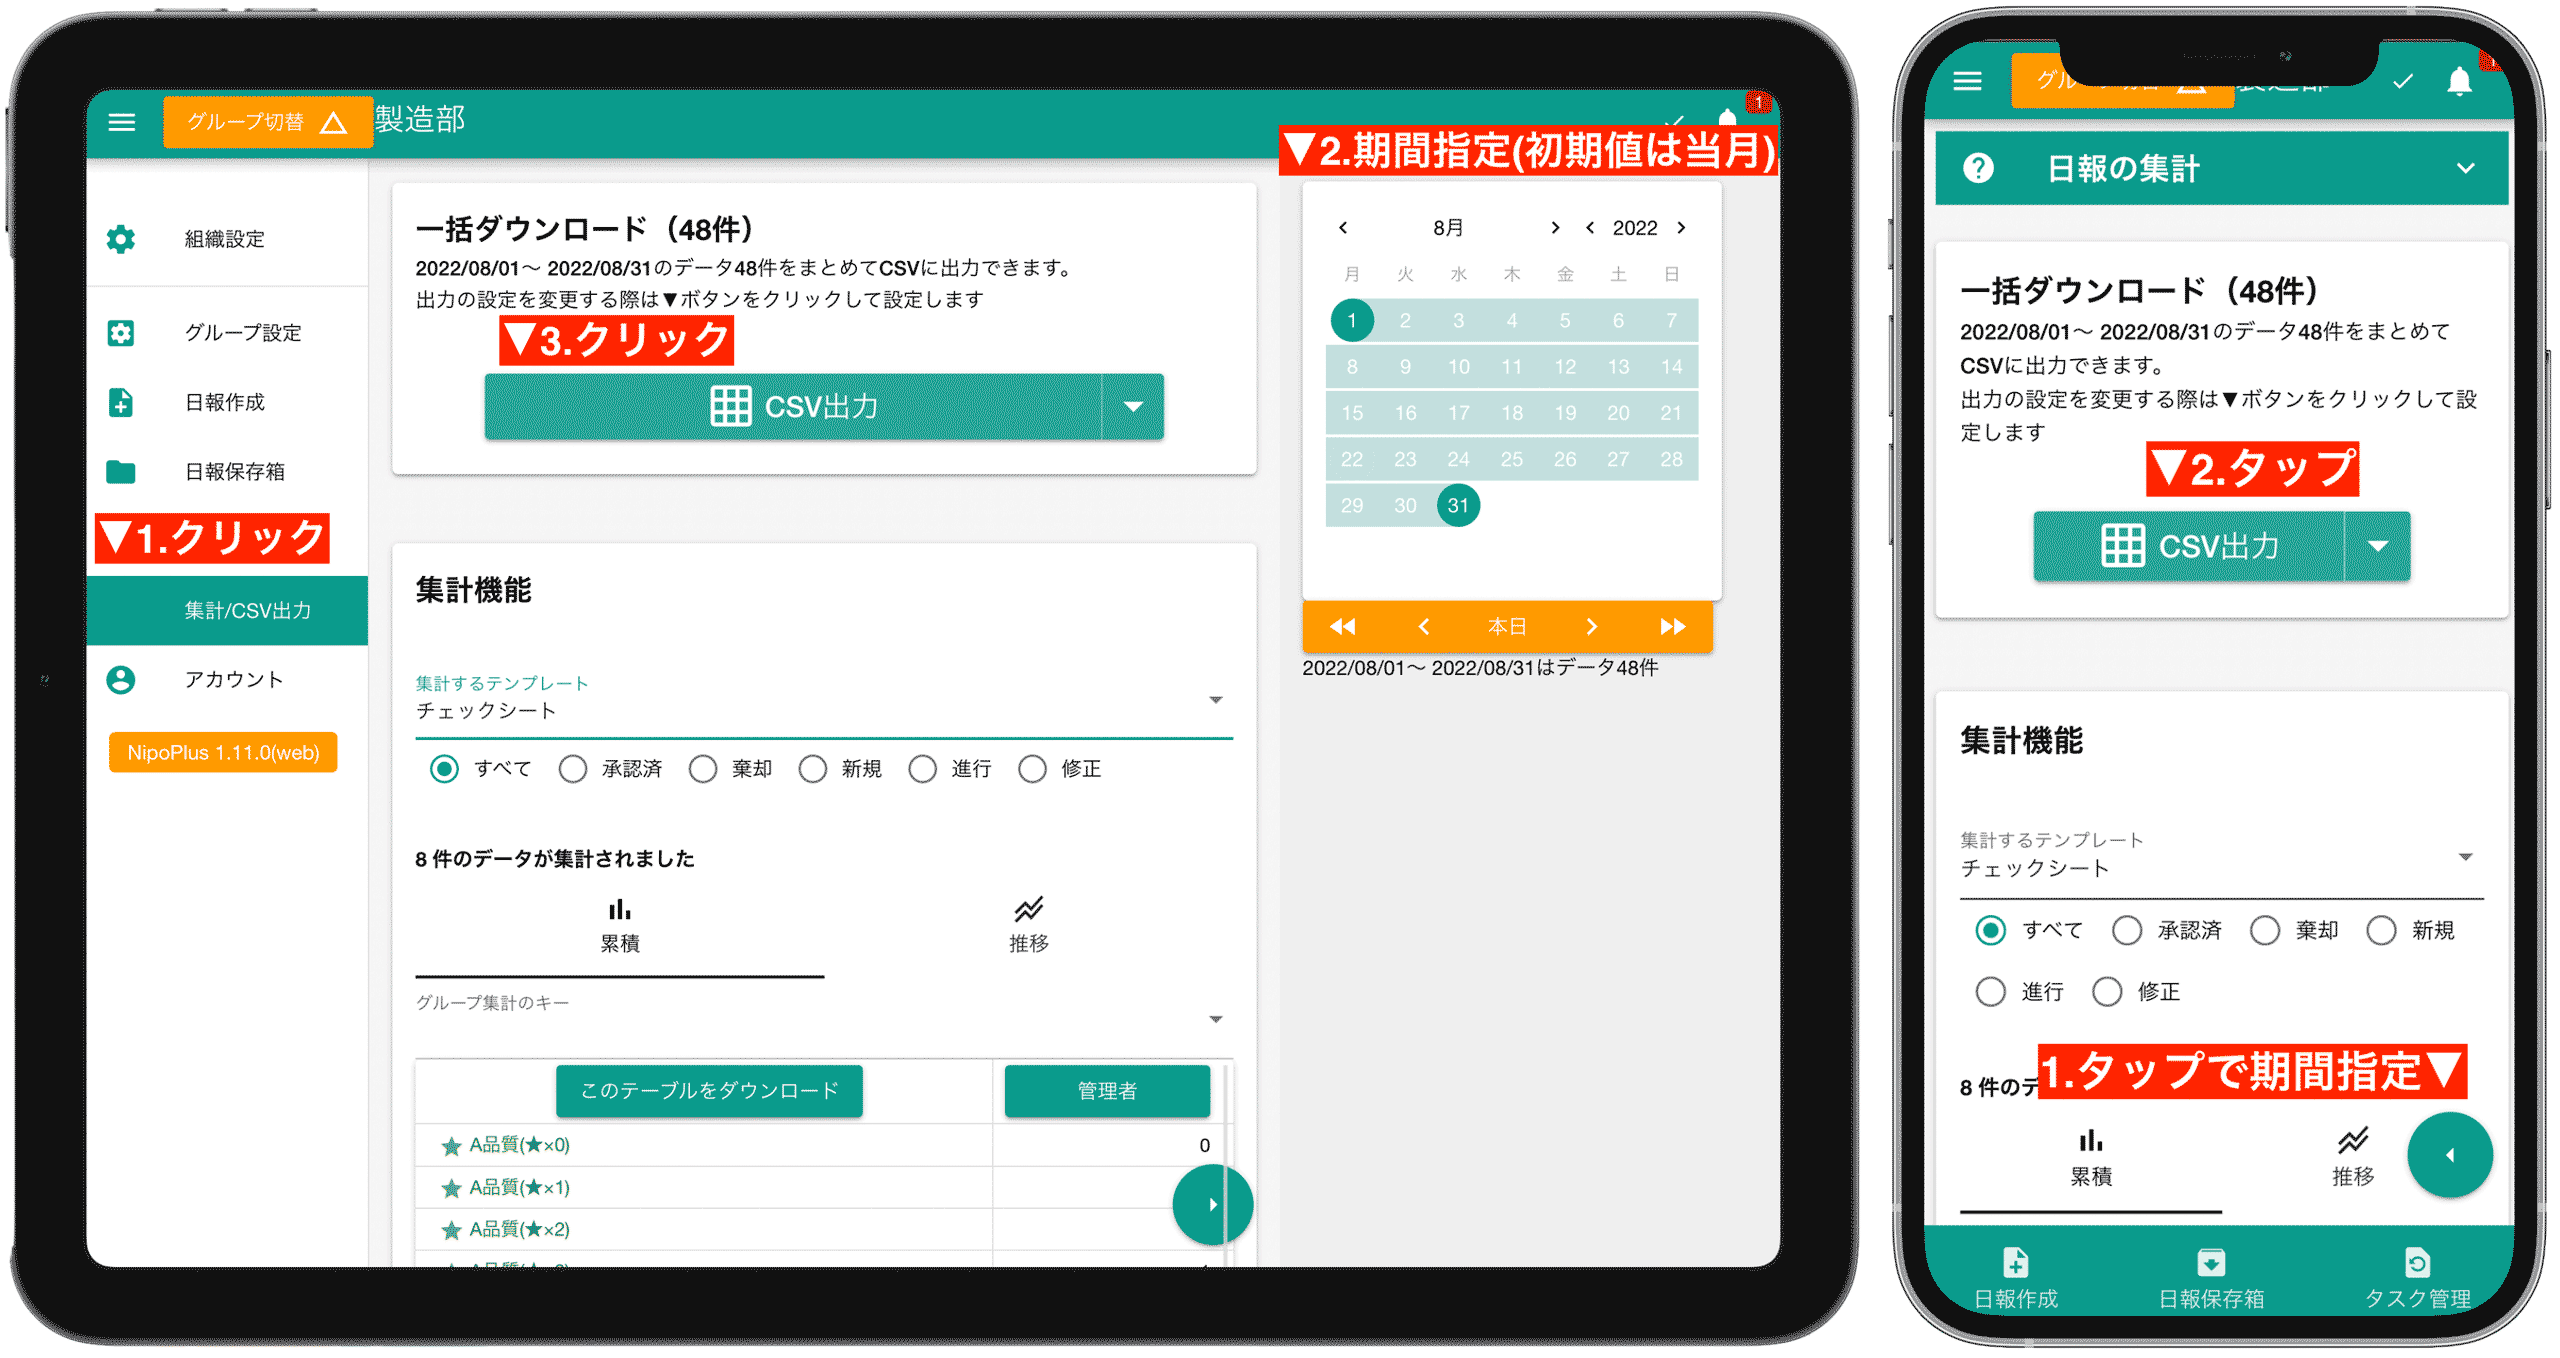 グループ切替
製造部
1
▼2.期間指定(初期値は当月)
組織設定
グループ設定
日報作成
日報保存箱
▼1.クリック
集計/CSV出力
アカウント
NipoPlus 1.11.0(web)
一括ダウンロード（48件）
2022/08/01～ 2022/08/31のデータ48件をまとめてCSVに出力できます。
出力の設定を変更する際は▼ボタンをクリックして設定します
▼3.クリック
CSV出力
集計機能
集計するテンプレート
チェックシート
すべて 承認済 棄却 新規 進行 修正
8 件のデータが集計されました
累積 推移
グループ集計のキー
このテーブルをダウンロード 管理者
A品質(★×0) 0
A品質(★×1)
A品質(★×2)
8月 2022
月 火 水 木 金 土 日
1 2 3 4 5 6 7
8 9 10 11 12 13 14
15 16 17 18 19 20 21
22 23 24 25 26 27 28
29 30 31
本日
2022/08/01～ 2022/08/31はデータ48件
日報の集計
一括ダウンロード（48件）
2022/08/01～ 2022/08/31のデータ48件をまとめて
CSVに出力できます。
出力の設定を変更する際は▼ボタンをクリックして設
定します
▼2.タップ
CSV出力
集計機能
集計するテンプレート
チェックシート
すべて 承認済 棄却 新規
進行 修正
1.タップで期間指定▼
8 件のデ
累積 推移
日報作成 日報保存箱 タスク管理